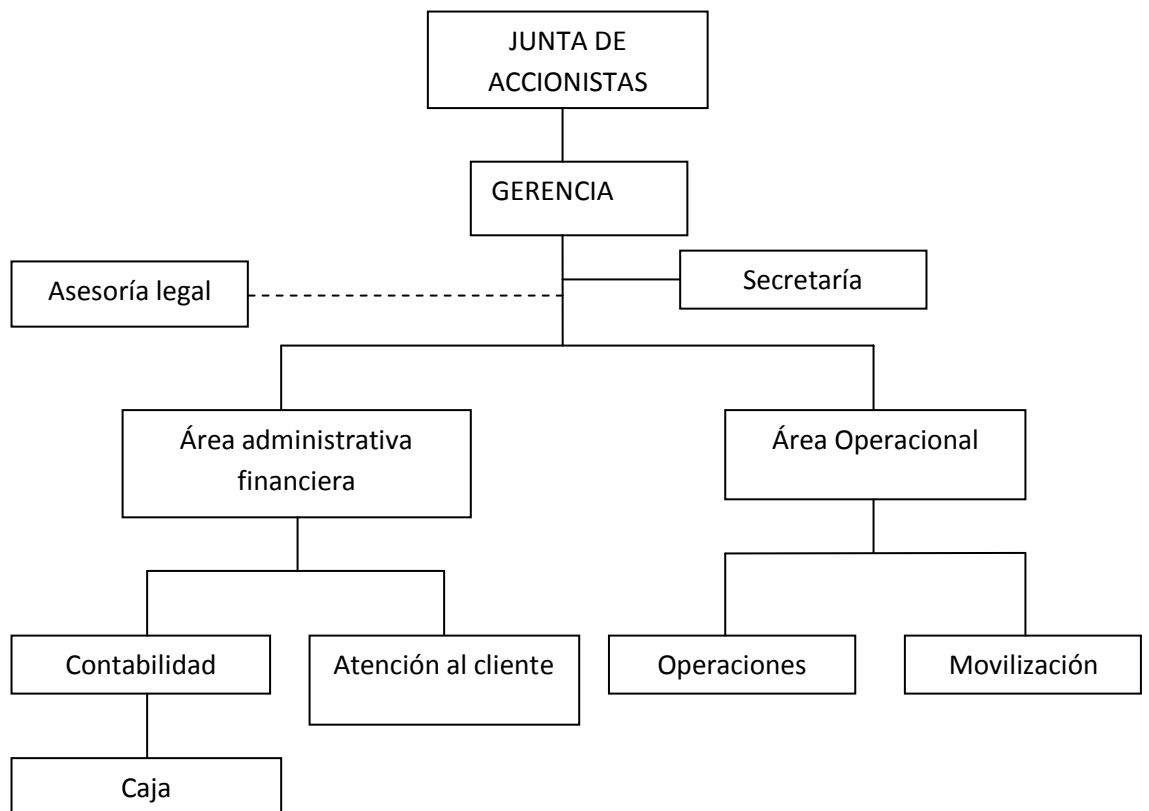 JUNTA DE
ACCIONISTAS
GERENCIA
Asesoría legal
Secretaría
Área administrativa
financiera
Área Operacional
Contabilidad
Atención al cliente
Operaciones
Movilización
Caja